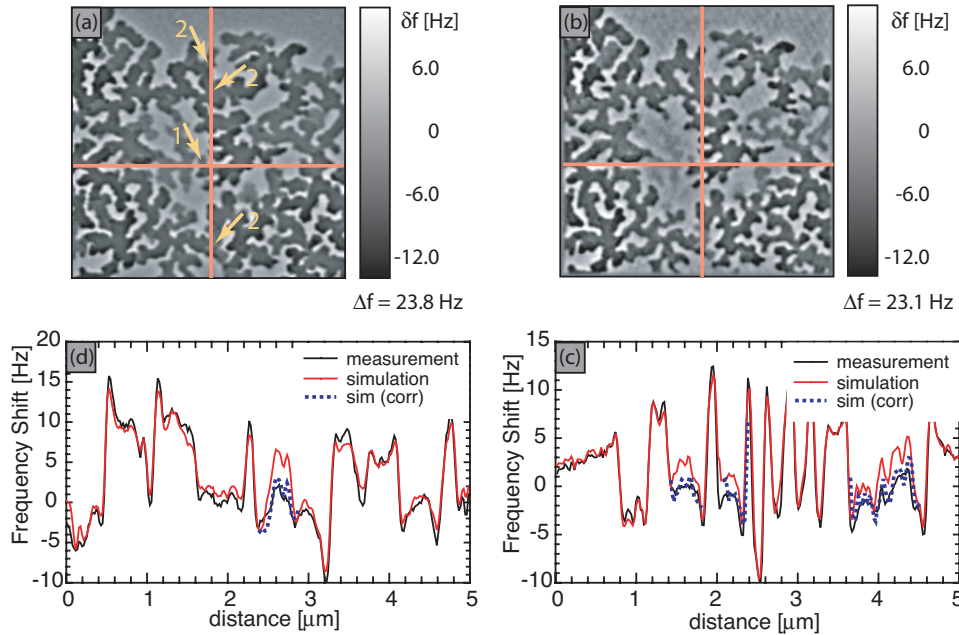 (a)
2
2
1
2
δf [Hz]
6.0
0
-6.0
-12.0
Δf = 23.8 Hz
(b)
δf [Hz]
6.0
0
-6.0
-12.0
Δf = 23.1 Hz
(d)
Frequency Shift [Hz]
20
15
10
5
0
-5
-10
measurement
simulation
sim (corr)
0 1 2 3 4 5
distance [μm]
(c)
Frequency Shift [Hz]
15
10
5
0
-5
-10
measurement
simulation
sim (corr)
0 1 2 3 4 5
distance [μm]